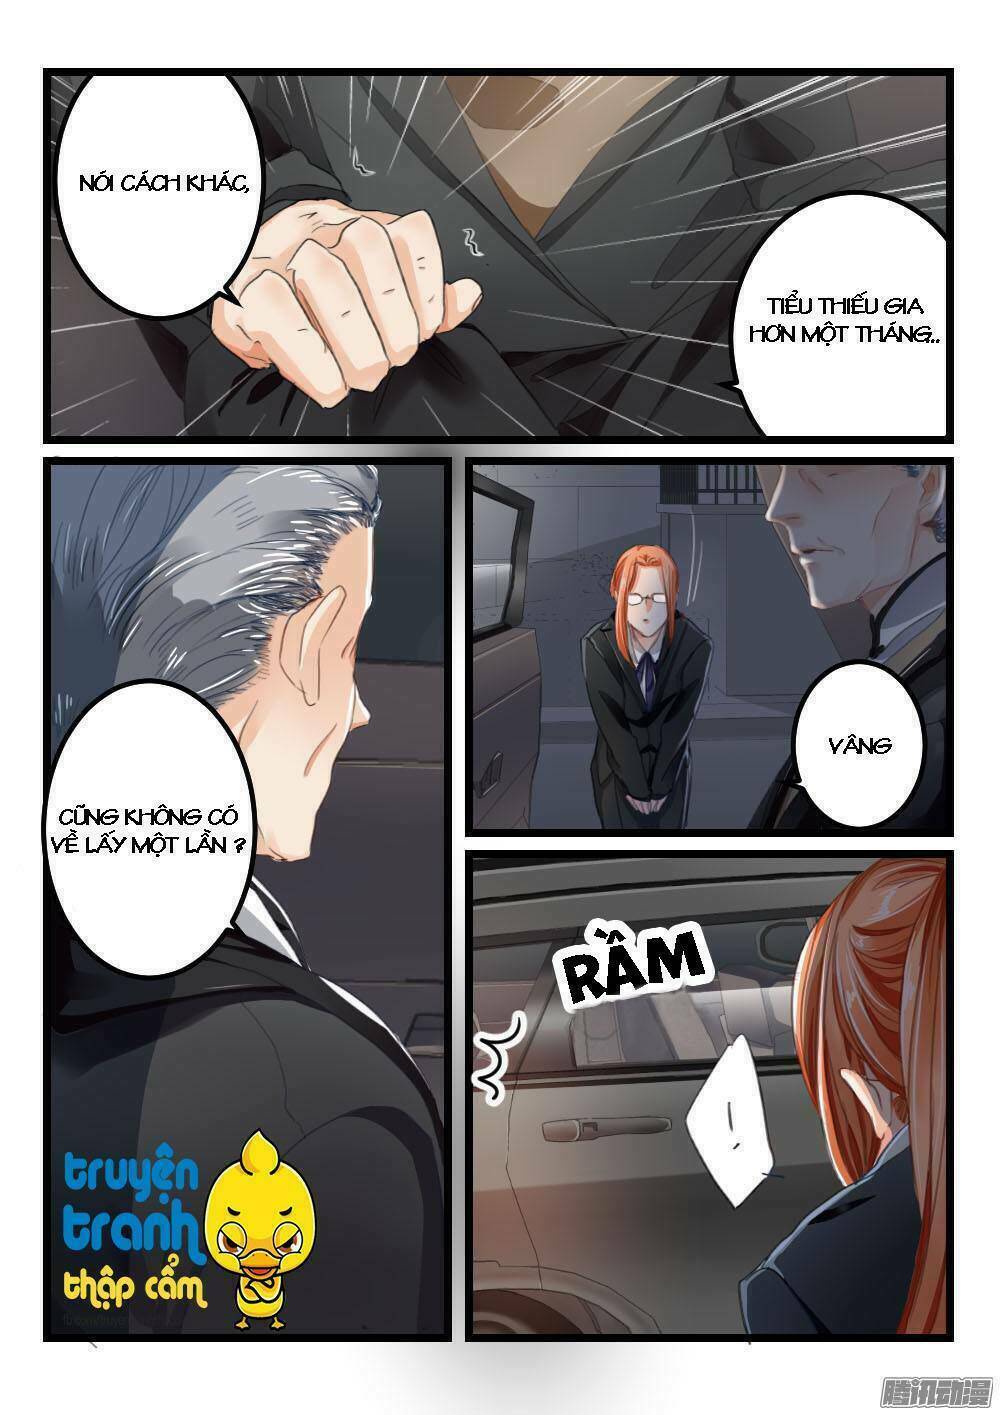 NÓI CÁCH KHÁC,
TIỂU THIẾU GIA
HƠN MỘT THÁNG..
CŨNG KHÔNG CÓ
VỀ LẤY MỘT LẦN ?
VÂNG
RẦM
!
truyện
tranh
thập cẩm
腾讯动漫